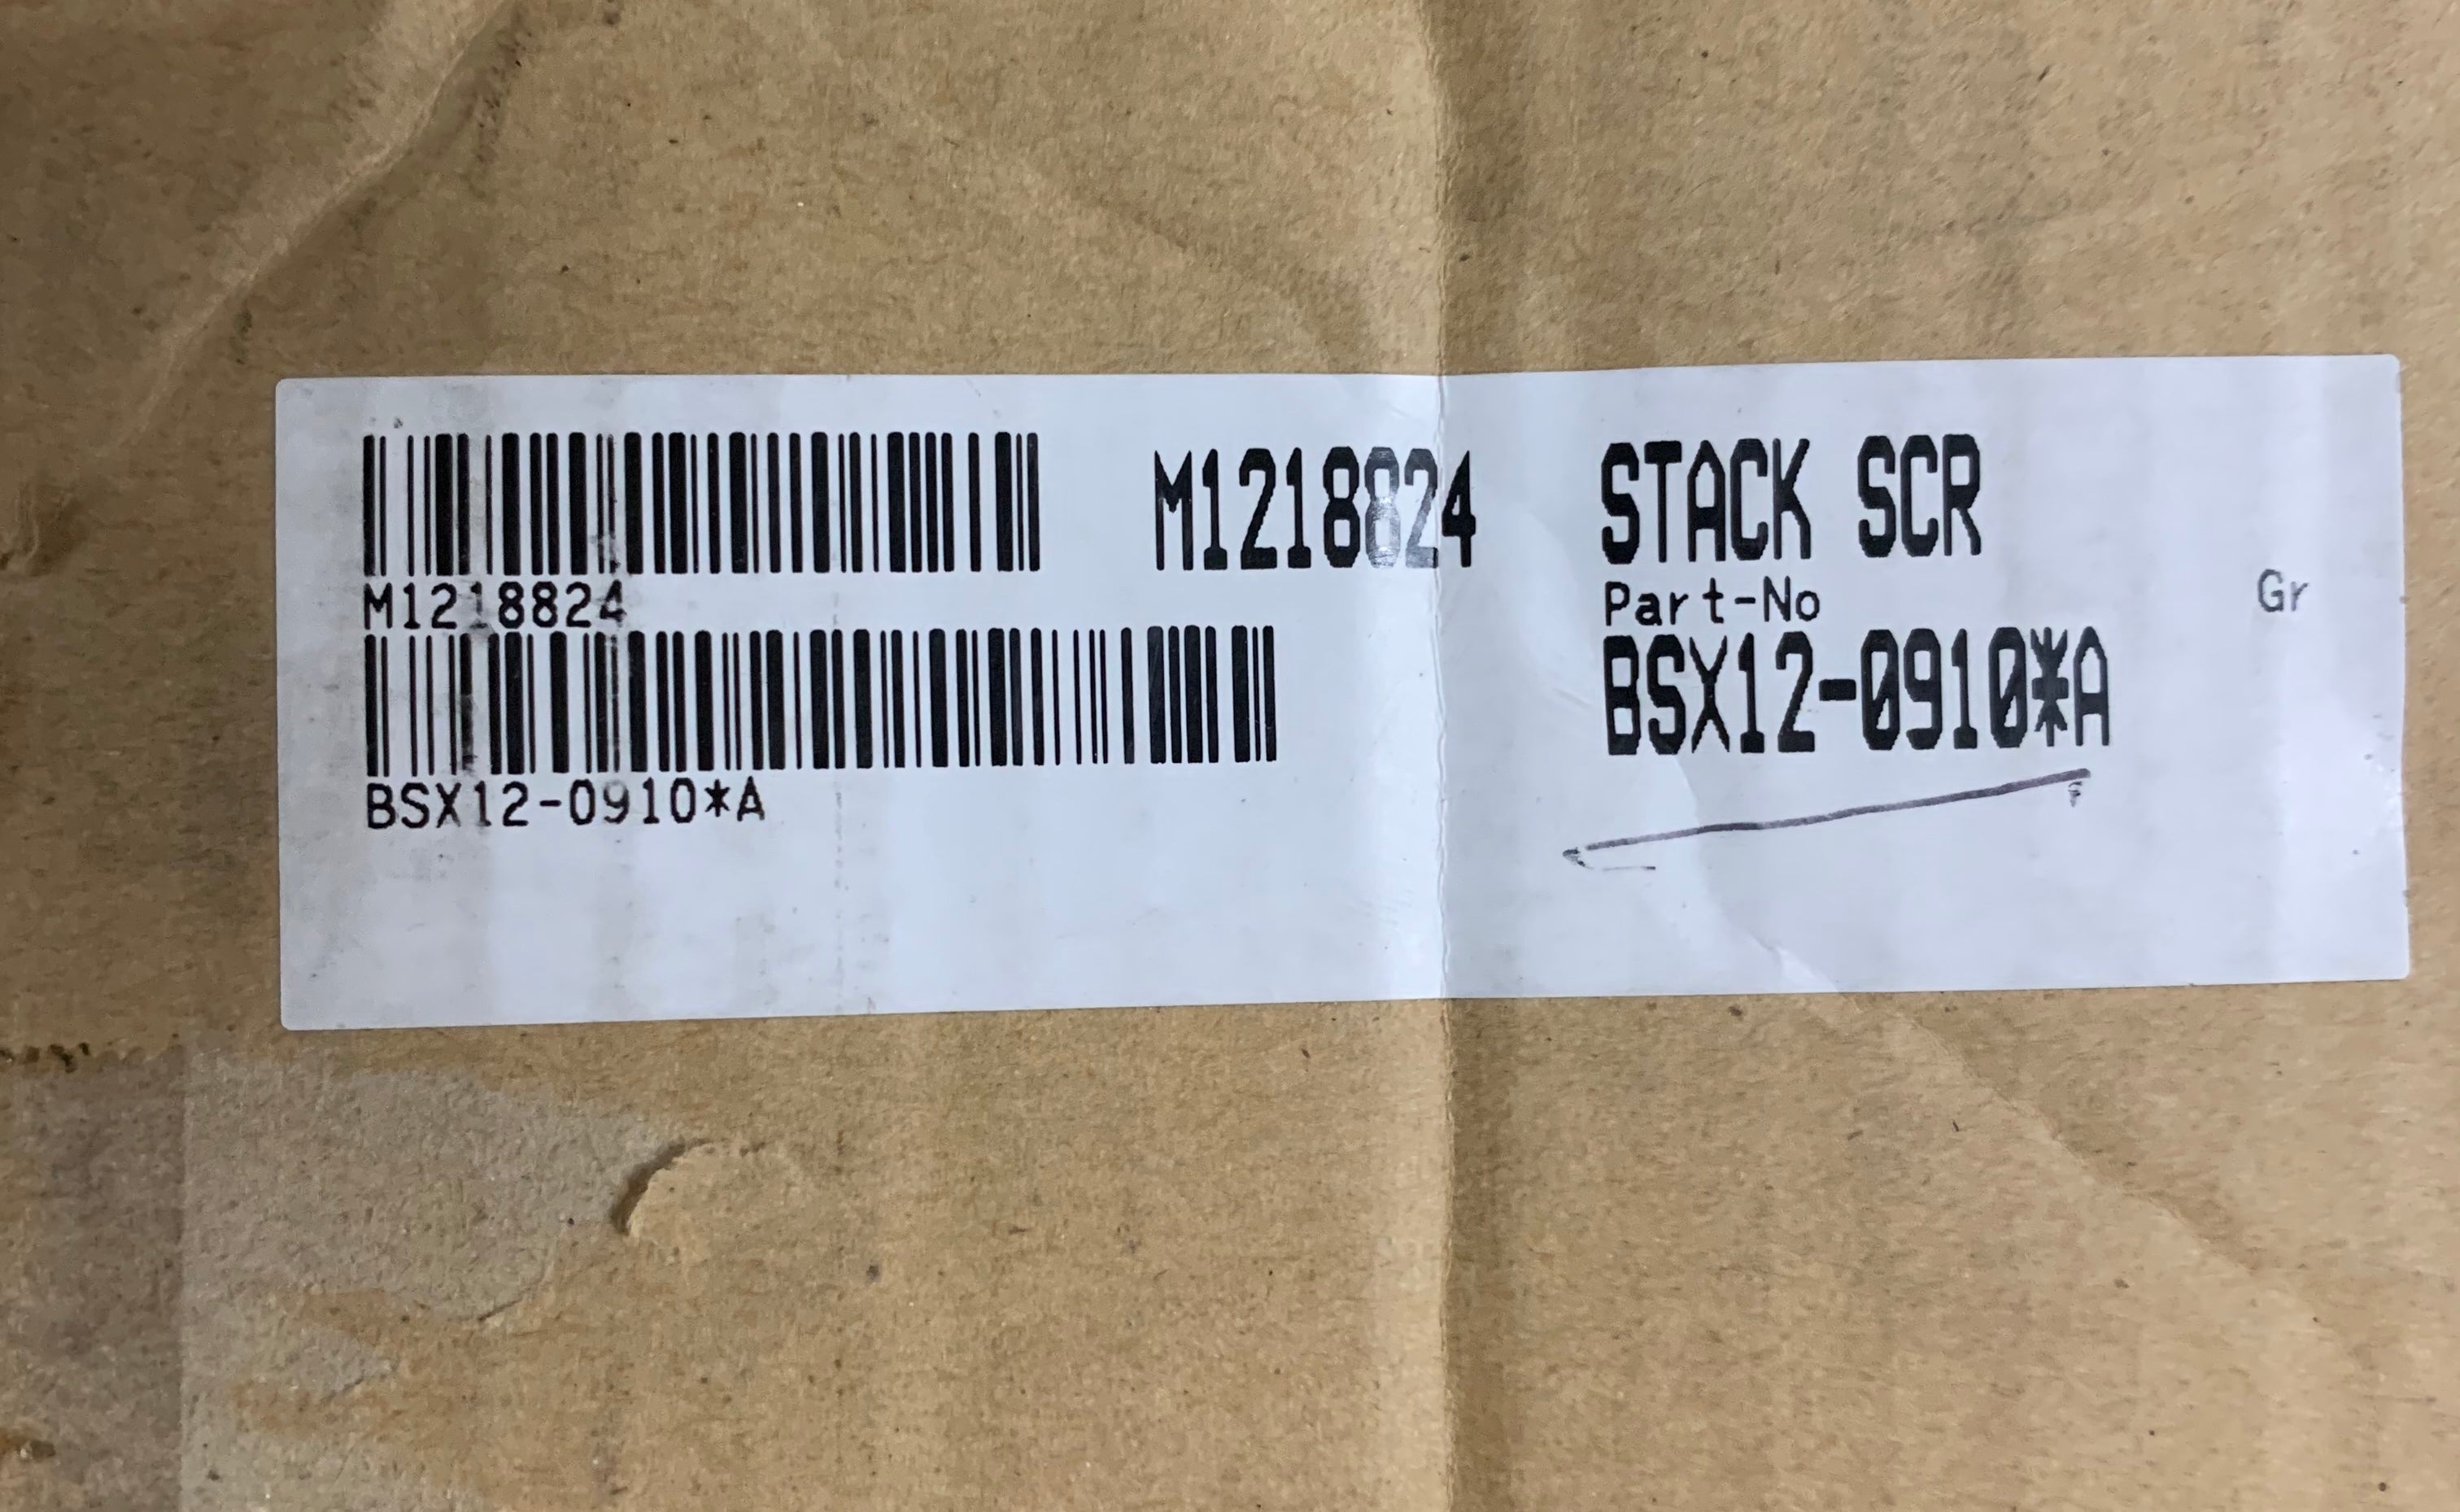 M1218824 STACK SCR
M1218824 Part-No Gr
BSX12-0910*A
BSX12-0910*A